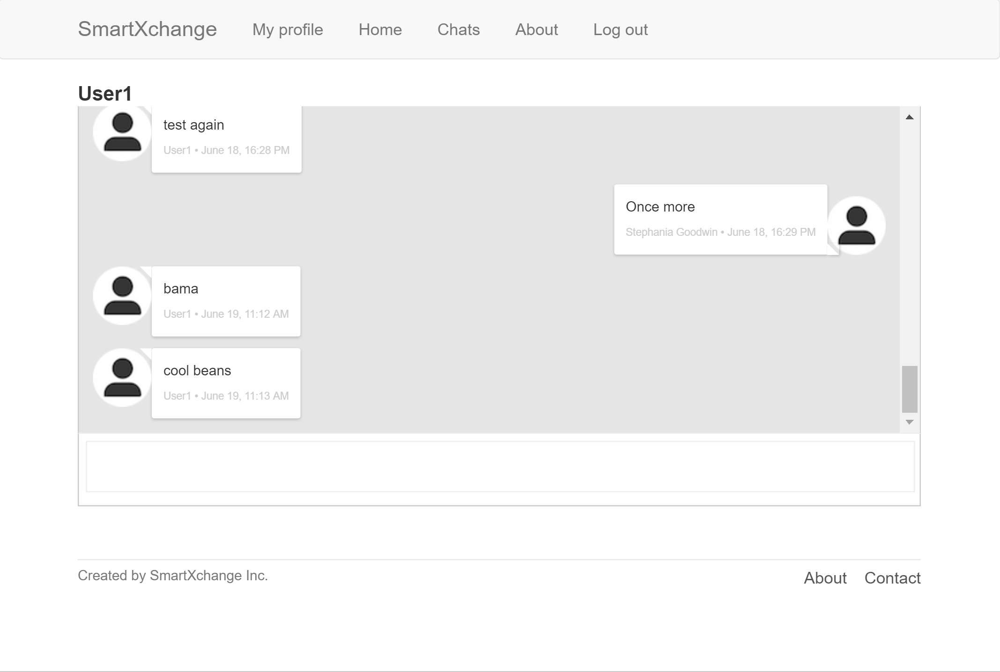 SmartXchange My profile Home Chats About Log out
User1
test again
User1 • June 18, 16:28 PM
Once more
Stephania Goodwin • June 18, 16:29 PM
bama
User1 • June 19, 11:12 AM
cool beans
User1 • June 19, 11:13 AM
Created by SmartXchange Inc. About Contact